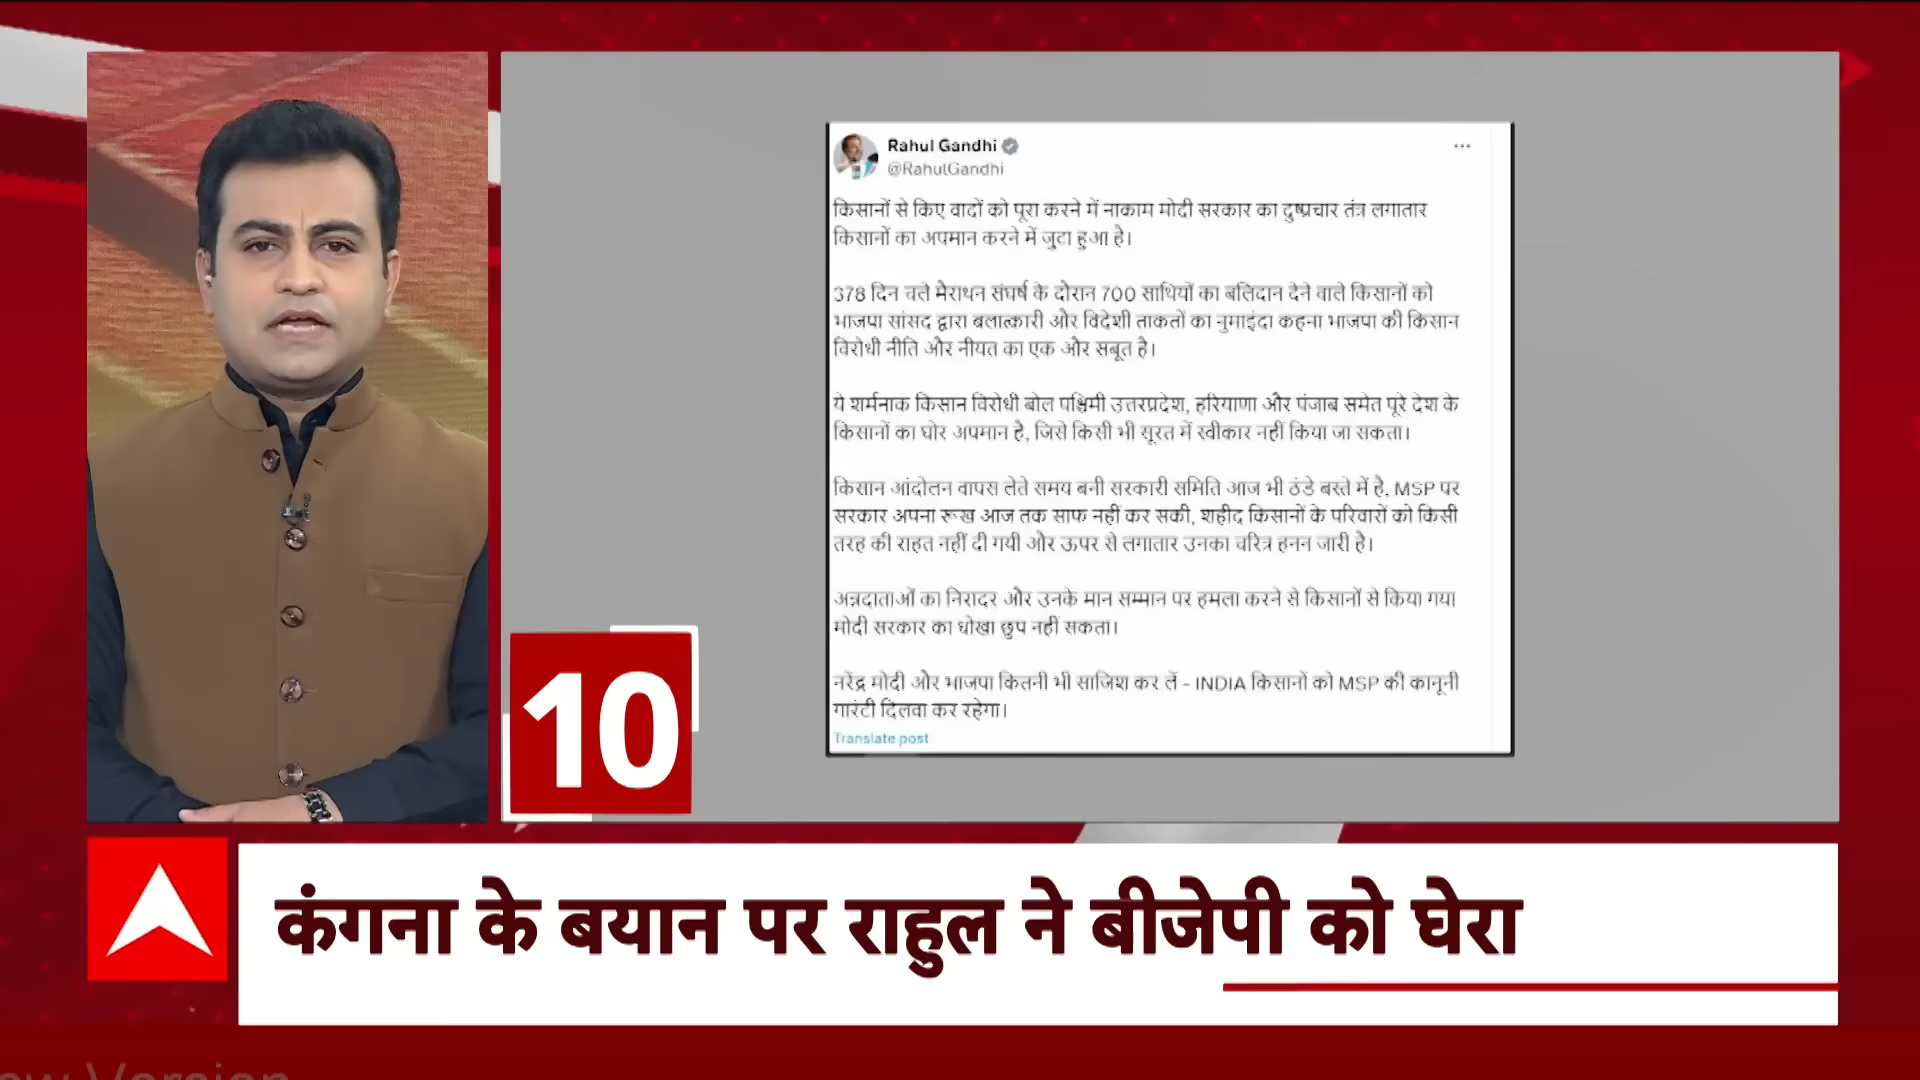 Rahul Gandhi
@RahulGandhi
किसानों से किए वादों को पूरा करने में नाकाम मोदी सरकार का दुष्प्रचार तंत्र लगातार
किसानों का अपमान करने में जुटा हुआ है।
378 दिन चले मैराथन संघर्ष के दौरान 700 साथियों का बलिदान देने वाले किसानों को
भाजपा सांसद द्वारा बलात्कारी और विदेशी ताकतों का नुमाइंदा कहना भाजपा की किसान
विरोधी नीति और नीयत का एक और सबूत है।
ये शर्मनाक किसान विरोधी बोल पश्चिमी उत्तरप्रदेश, हरियाणा और पंजाब समेत पूरे देश के
किसानों का घोर अपमान है, जिसे किसी भी सूरत में स्वीकार नहीं किया जा सकता।
किसान आंदोलन वापस लेते समय बनी सरकारी समिति आज भी ठंडे बस्ते में है, MSP पर
सरकार अपना रूख आज तक साफ नहीं कर सकी, शहीद किसानों के परिवारों को किसी
तरह की राहत नहीं दी गयी और ऊपर से लगातार उनका चरित्र हनन जारी है।
अन्नदाताओं का निरादर और उनके मान सम्मान पर हमला करने से किसानों से किया गया
मोदी सरकार का धोखा छुप नहीं सकता।
नरेंद्र मोदी और भाजपा कितनी भी साजिश कर लें - INDIA किसानों को MSP की कानूनी
गारंटी दिलवा कर रहेगा।
Translate post
10
कंगना के बयान पर राहुल ने बीजेपी को घेरा